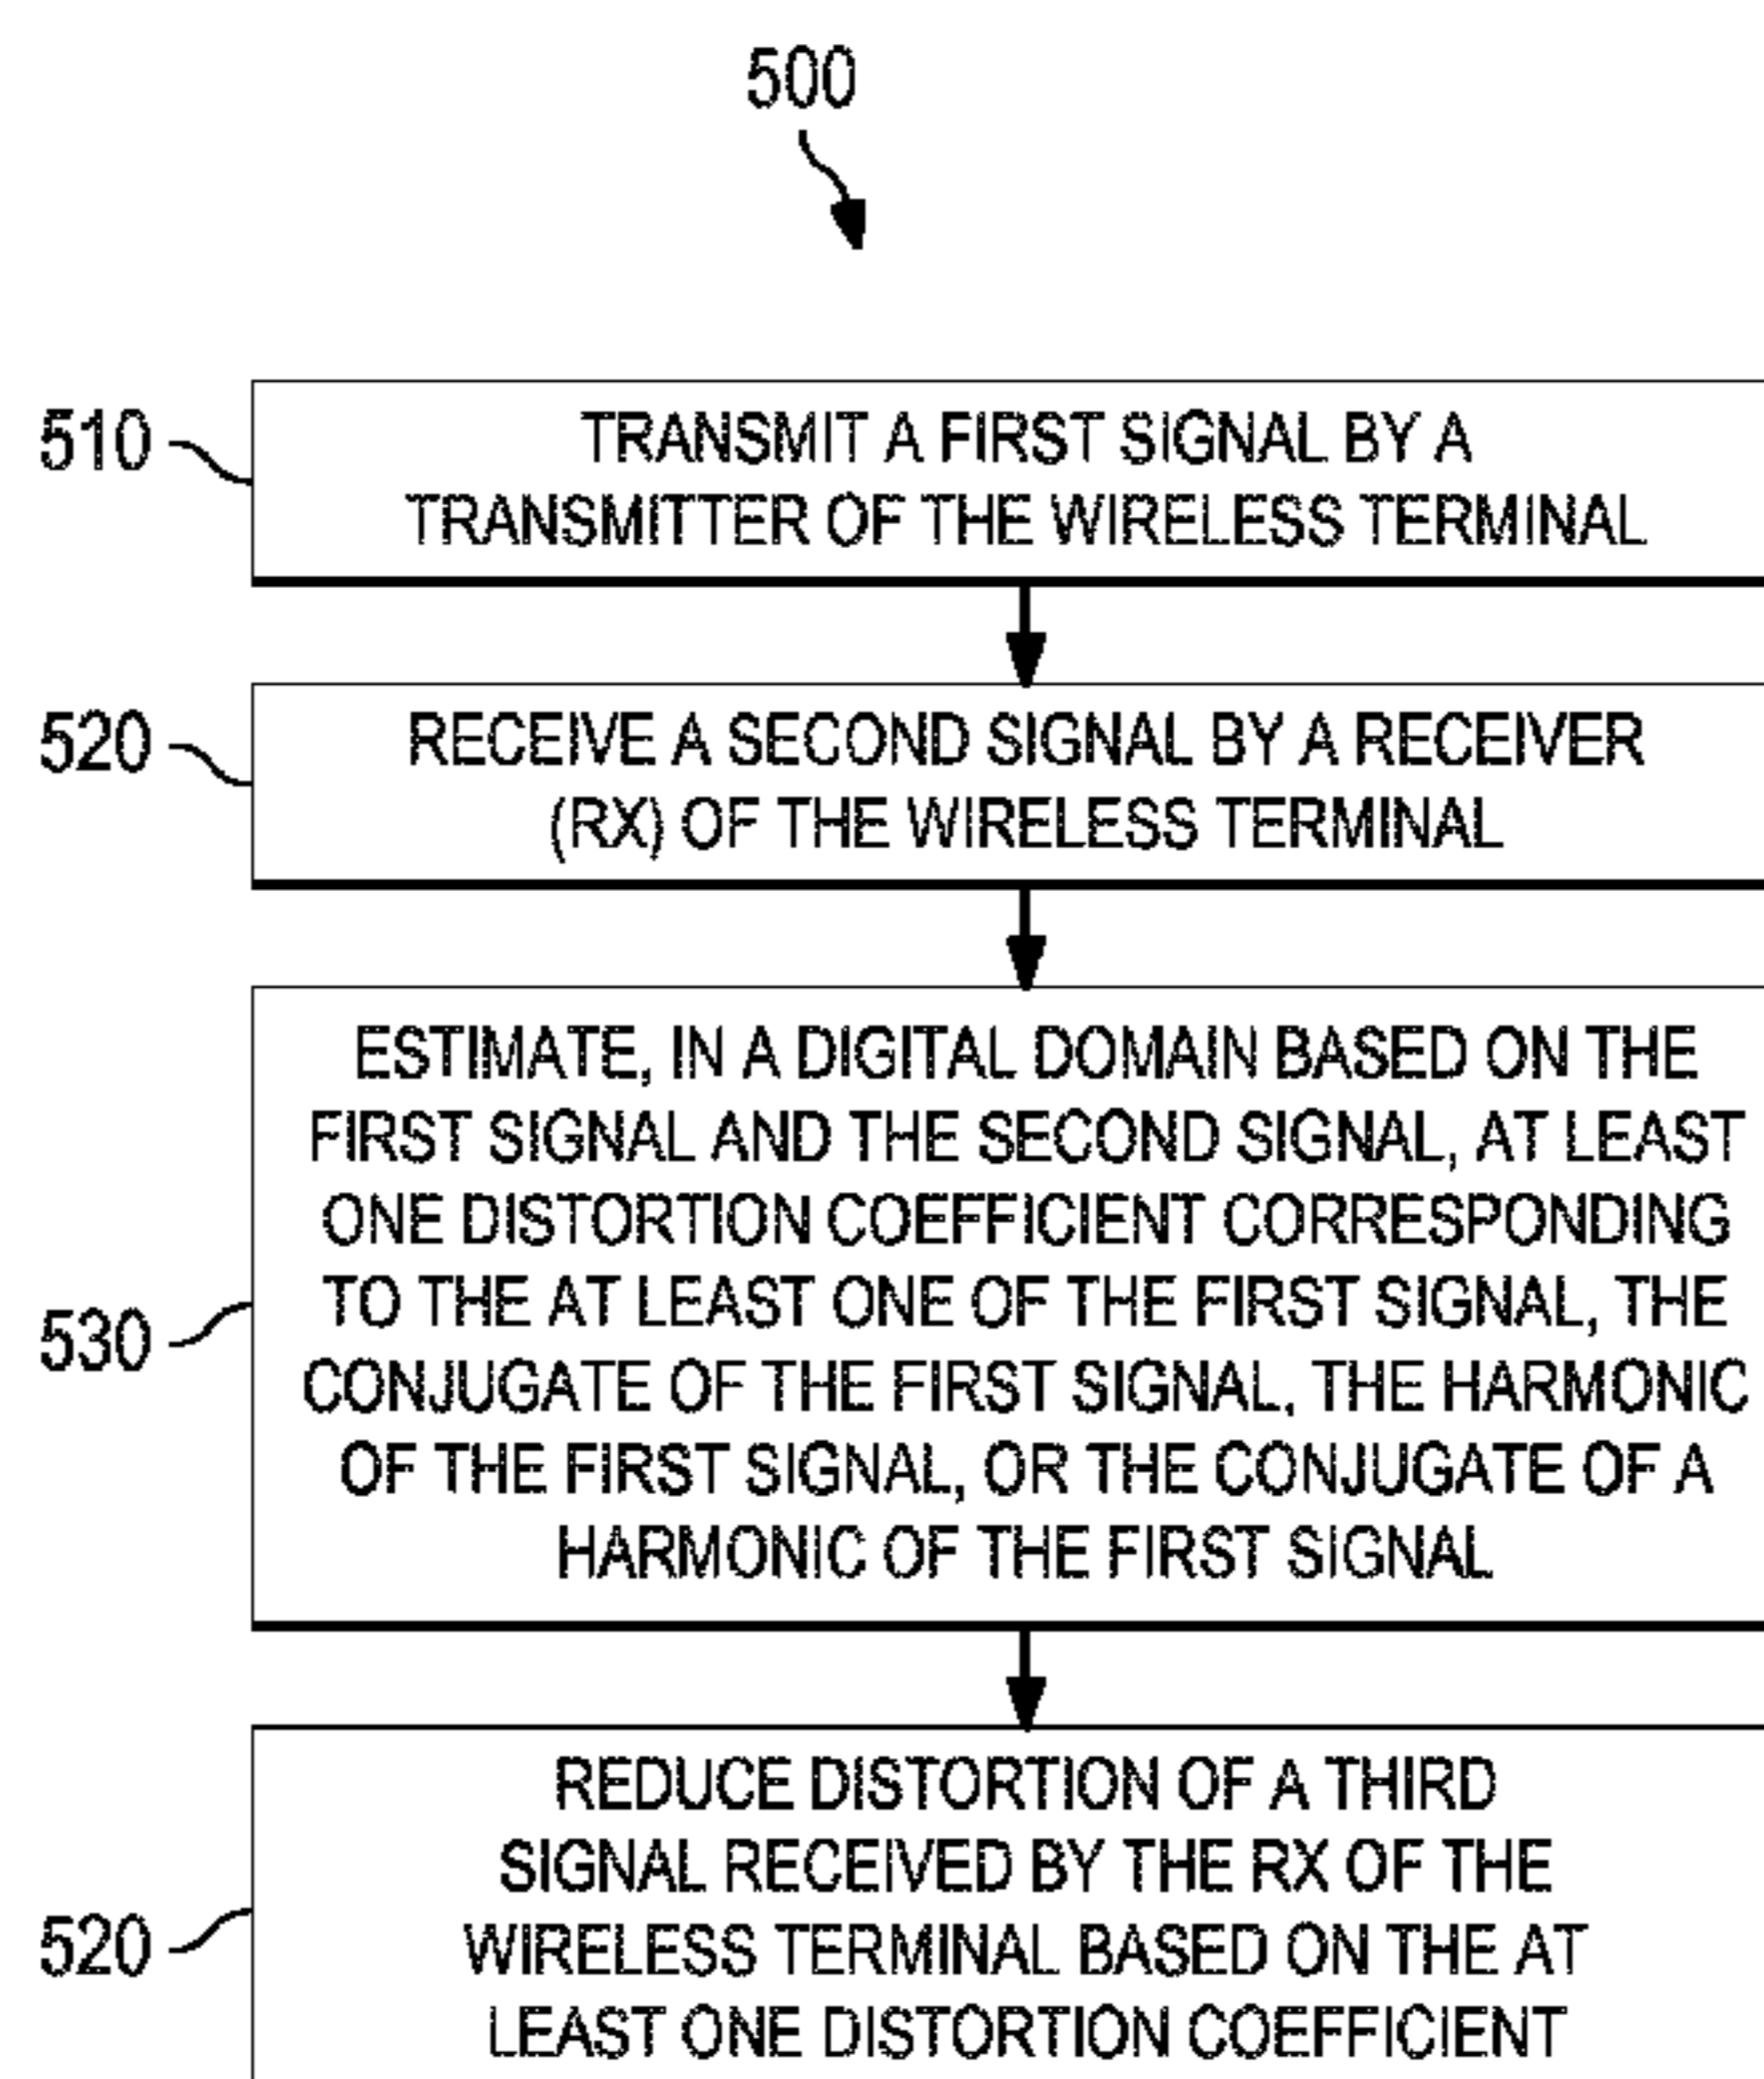 500
510
TRANSMIT A FIRST SIGNAL BY A
TRANSMITTER OF THE WIRELESS TERMINAL
520
RECEIVE A SECOND SIGNAL BY A RECEIVER
(RX) OF THE WIRELESS TERMINAL
530
ESTIMATE, IN A DIGITAL DOMAIN BASED ON THE
FIRST SIGNAL AND THE SECOND SIGNAL, AT LEAST
ONE DISTORTION COEFFICIENT CORRESPONDING
TO THE AT LEAST ONE OF THE FIRST SIGNAL, THE
CONJUGATE OF THE FIRST SIGNAL, THE HARMONIC
OF THE FIRST SIGNAL, OR THE CONJUGATE OF A
HARMONIC OF THE FIRST SIGNAL
520
REDUCE DISTORTION OF A THIRD
SIGNAL RECEIVED BY THE RX OF THE
WIRELESS TERMINAL BASED ON THE AT
LEAST ONE DISTORTION COEFFICIENT